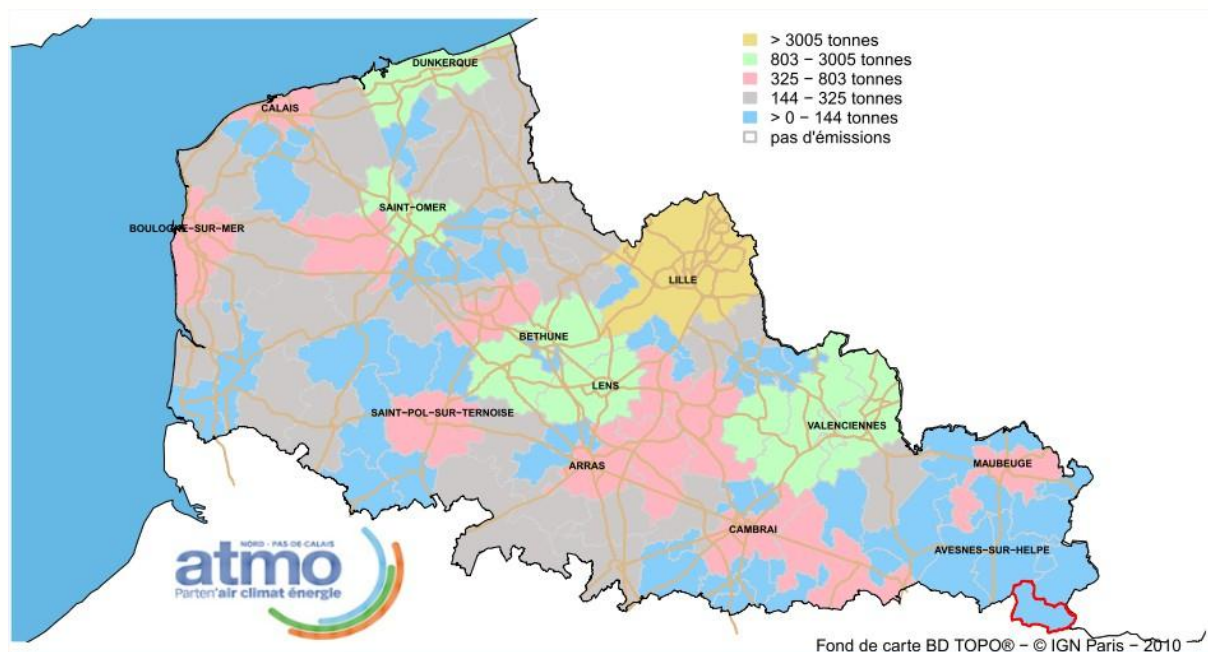 > 3005 tonnes
803 − 3005 tonnes
325 − 803 tonnes
144 − 325 tonnes
> 0 − 144 tonnes
pas d'émissions
DUNKERQUE
CALAIS
SAINT−OMER
BOULOGNE−SUR−MER
LILLE
BETHUNE
LENS
SAINT−POL−SUR−TERNOISE
VALENCIENNES
ARRAS
MAUBEUGE
CAMBRAI
AVESNES−SUR−HELPE
NORD - PAS-DE-CALAIS
atmo
Parten'air climat énergie
Fond de carte BD TOPO® − © IGN Paris − 2010